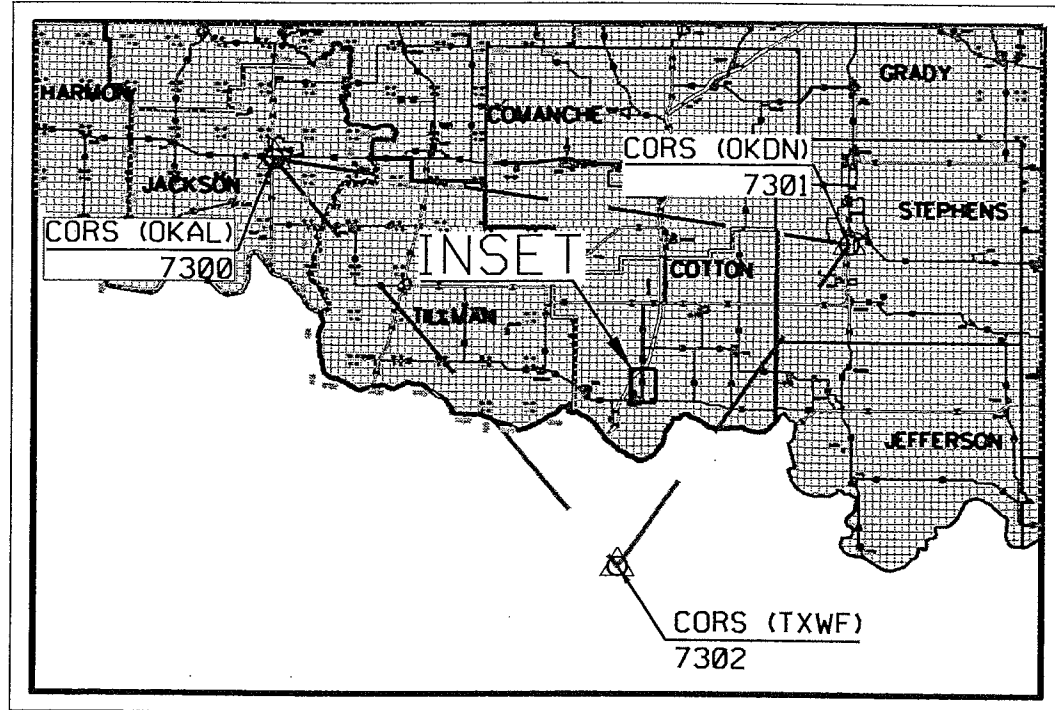 HARMON
COMANCHE
GRADY
CORS (OKDN)
7301
JACKSON
STEPHENS
CORS (OKAL)
7300
INSET
COTTON
TILLMAN
JEFFERSON
CORS (TXWF)
7302